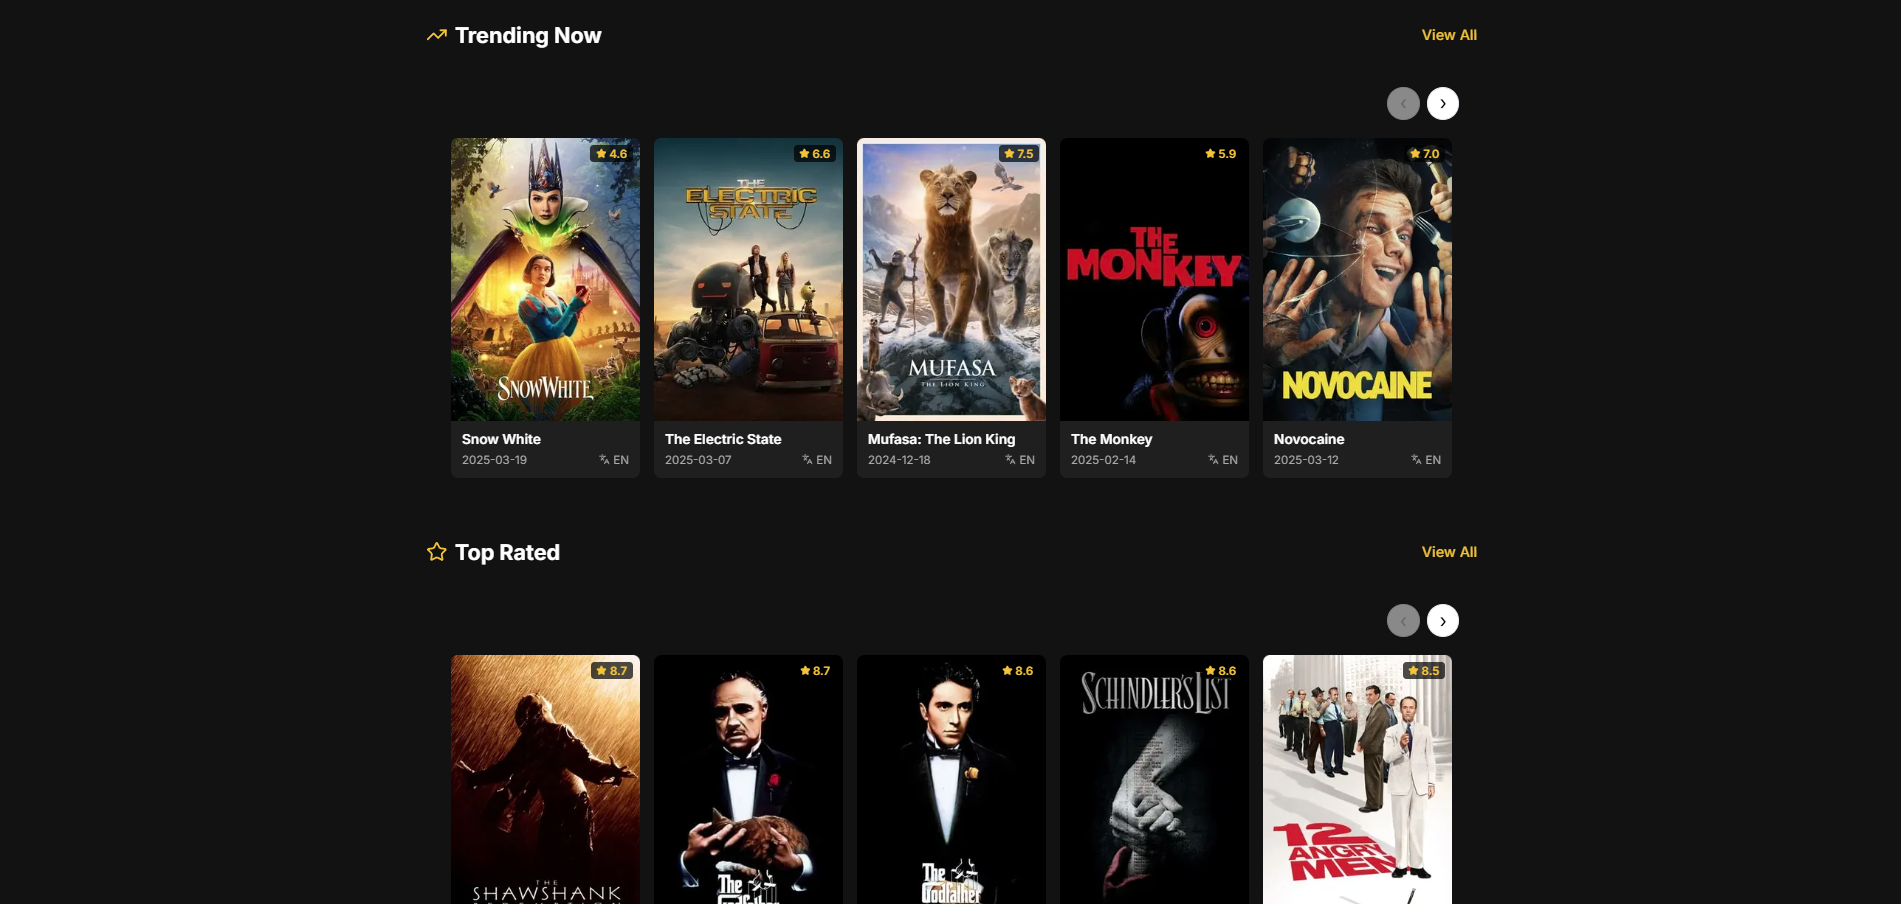 Trending Now
View All
4.6
6.6
7.5
5.9
7.0
THE
ELECTRIC
STATE
THE
MONKEY
SNOW WHITE
MUFASA
THE LION KING
NOVOCAINE
Snow White
The Electric State
Mufasa: The Lion King
The Monkey
Novocaine
2025-03-19
EN
2025-03-07
EN
2024-12-18
EN
2025-02-14
EN
2025-03-12
EN
Top Rated
View All
8.7
8.7
8.6
8.6
8.5
SCHINDLER'S LIST
12
ANGRY
MEN
THE
SHAWSHANK
The
Godfather
The
Godfather